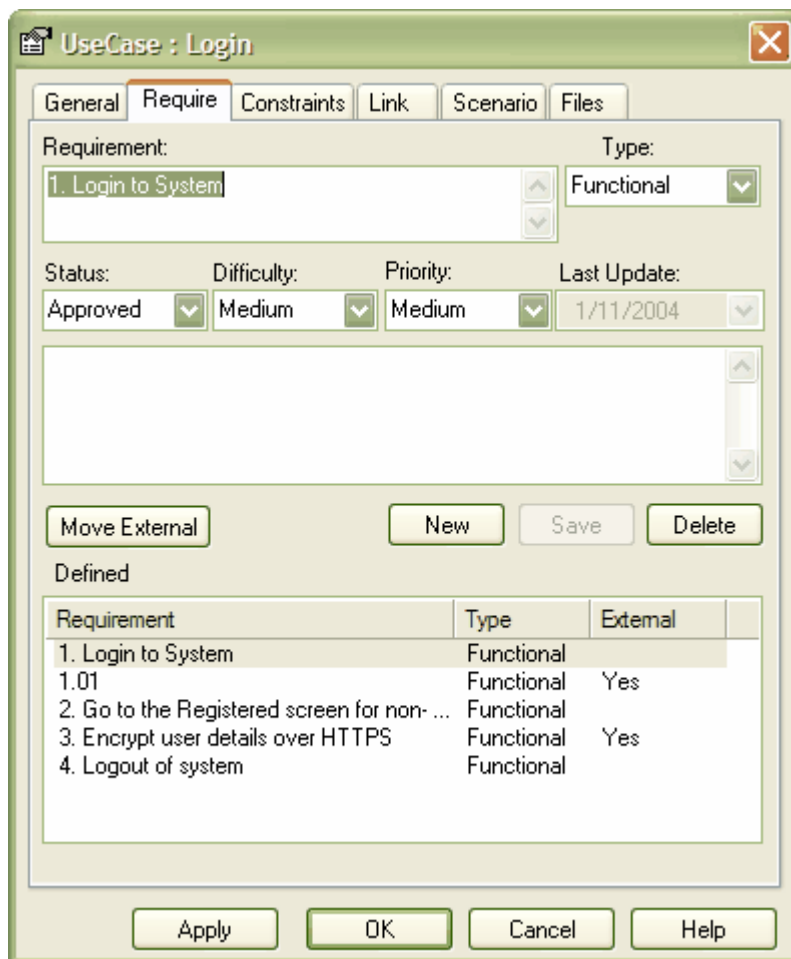 UseCase : Login
General Require Constraints Link Scenario Files
Requirement: Type:
1. Login to System Functional
Status: Difficulty: Priority: Last Update:
Approved Medium Medium 1/11/2004
Move External New Save Delete
Defined
Requirement Type External
1. Login to System Functional
1.01 Functional Yes
2. Go to the Registered screen for non- ... Functional
3. Encrypt user details over HTTPS Functional Yes
4. Logout of system Functional
Apply OK Cancel Help